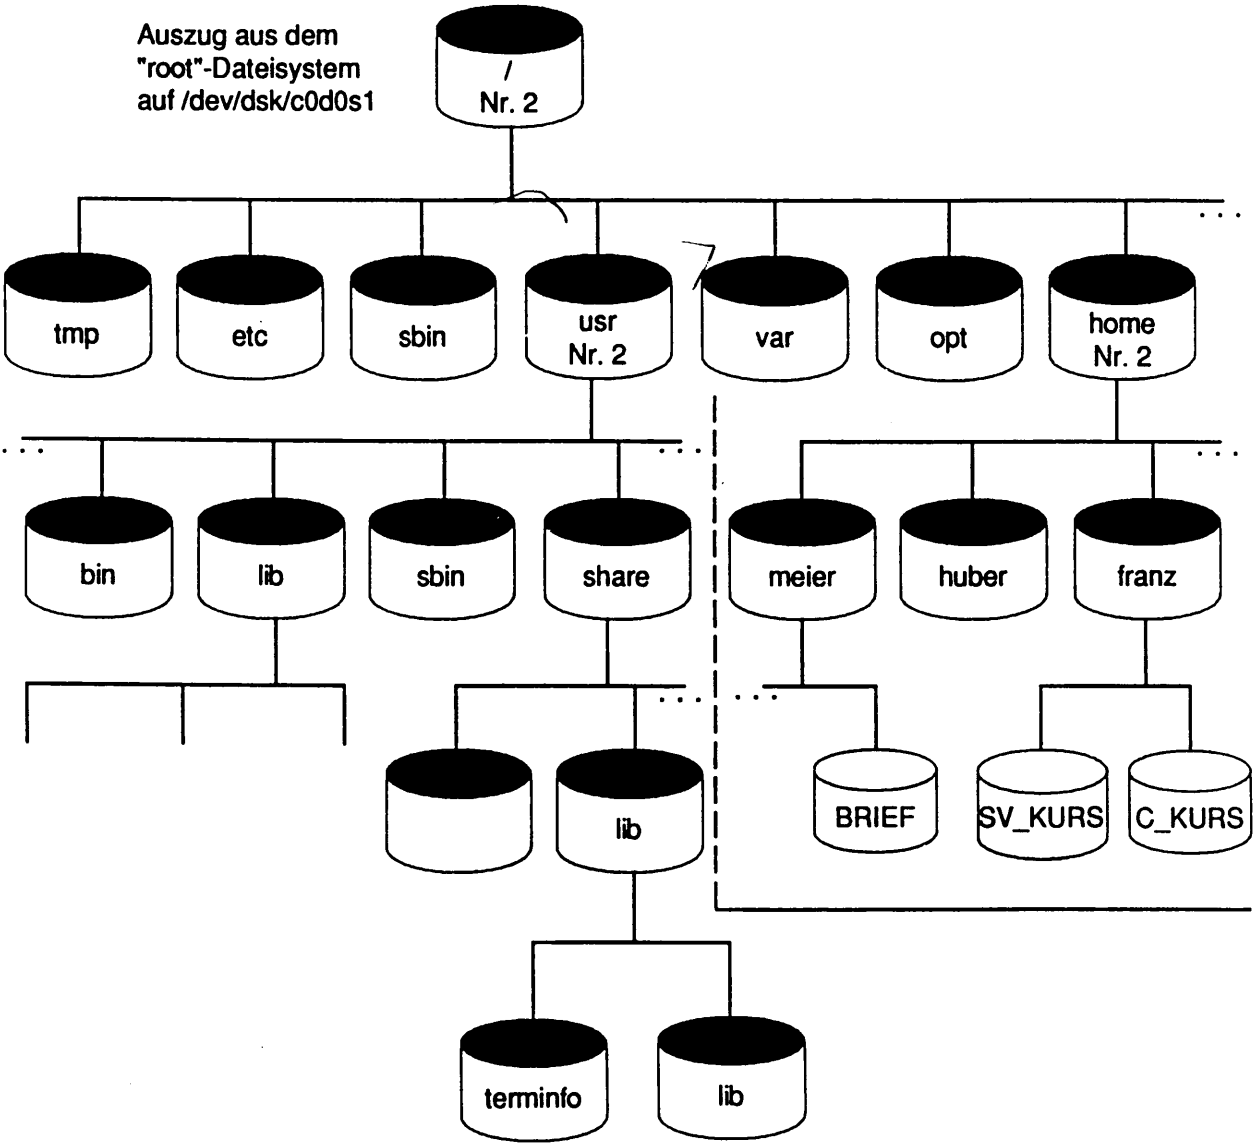 Auszug aus dem
"root"-Dateisystem
auf /dev/dsk/c0d0s1
/
Nr. 2
...
tmp
etc
sbin
usr
Nr. 2
var
opt
home
Nr. 2
...
...
...
bin
lib
sbin
share
meier
huber
franz
...
...
lib
BRIEF
SV_KURS
C_KURS
terminfo
lib